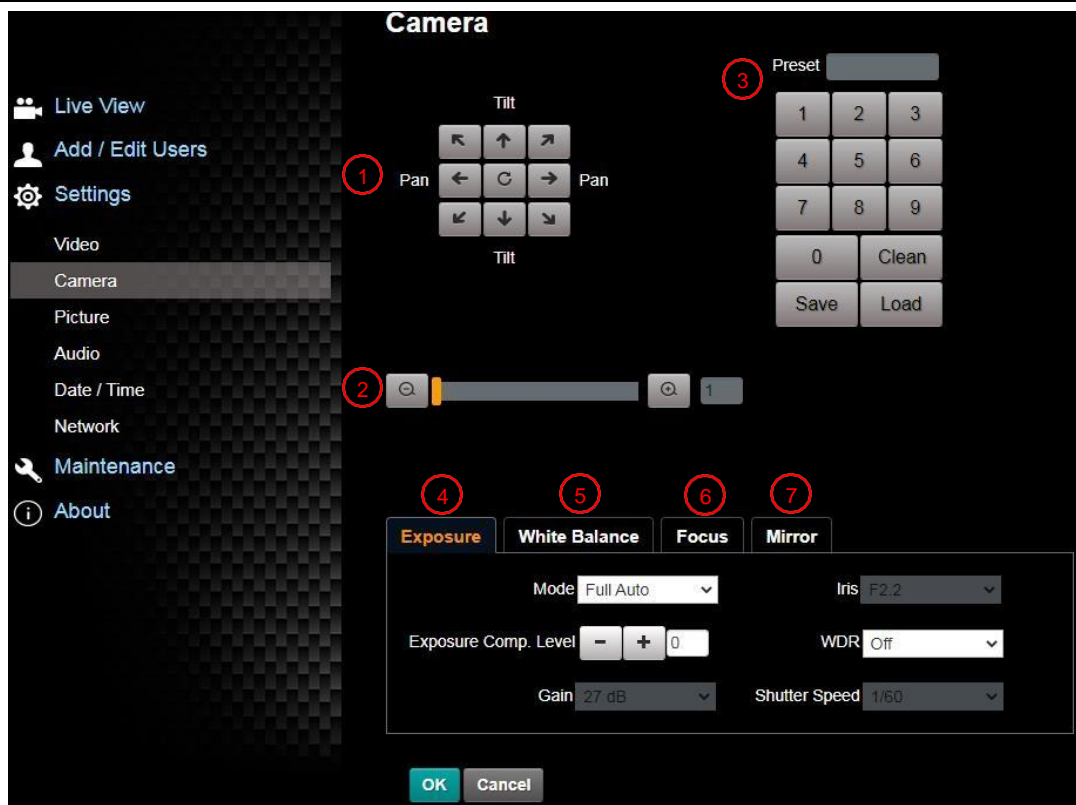 Camera
Live View
Add / Edit Users
Settings
Video
Camera
Picture
Audio
Date / Time
Network
Maintenance
About
1
Tilt
Pan
Pan
Tilt
3
Preset
1 2 3
4 5 6
7 8 9
0 Clean
Save Load
2
1
4 5 6 7
Exposure White Balance Focus Mirror
Mode Full Auto Iris F2.2
Exposure Comp. Level - + 0 WDR Off
Gain 27 dB Shutter Speed 1/60
OK Cancel